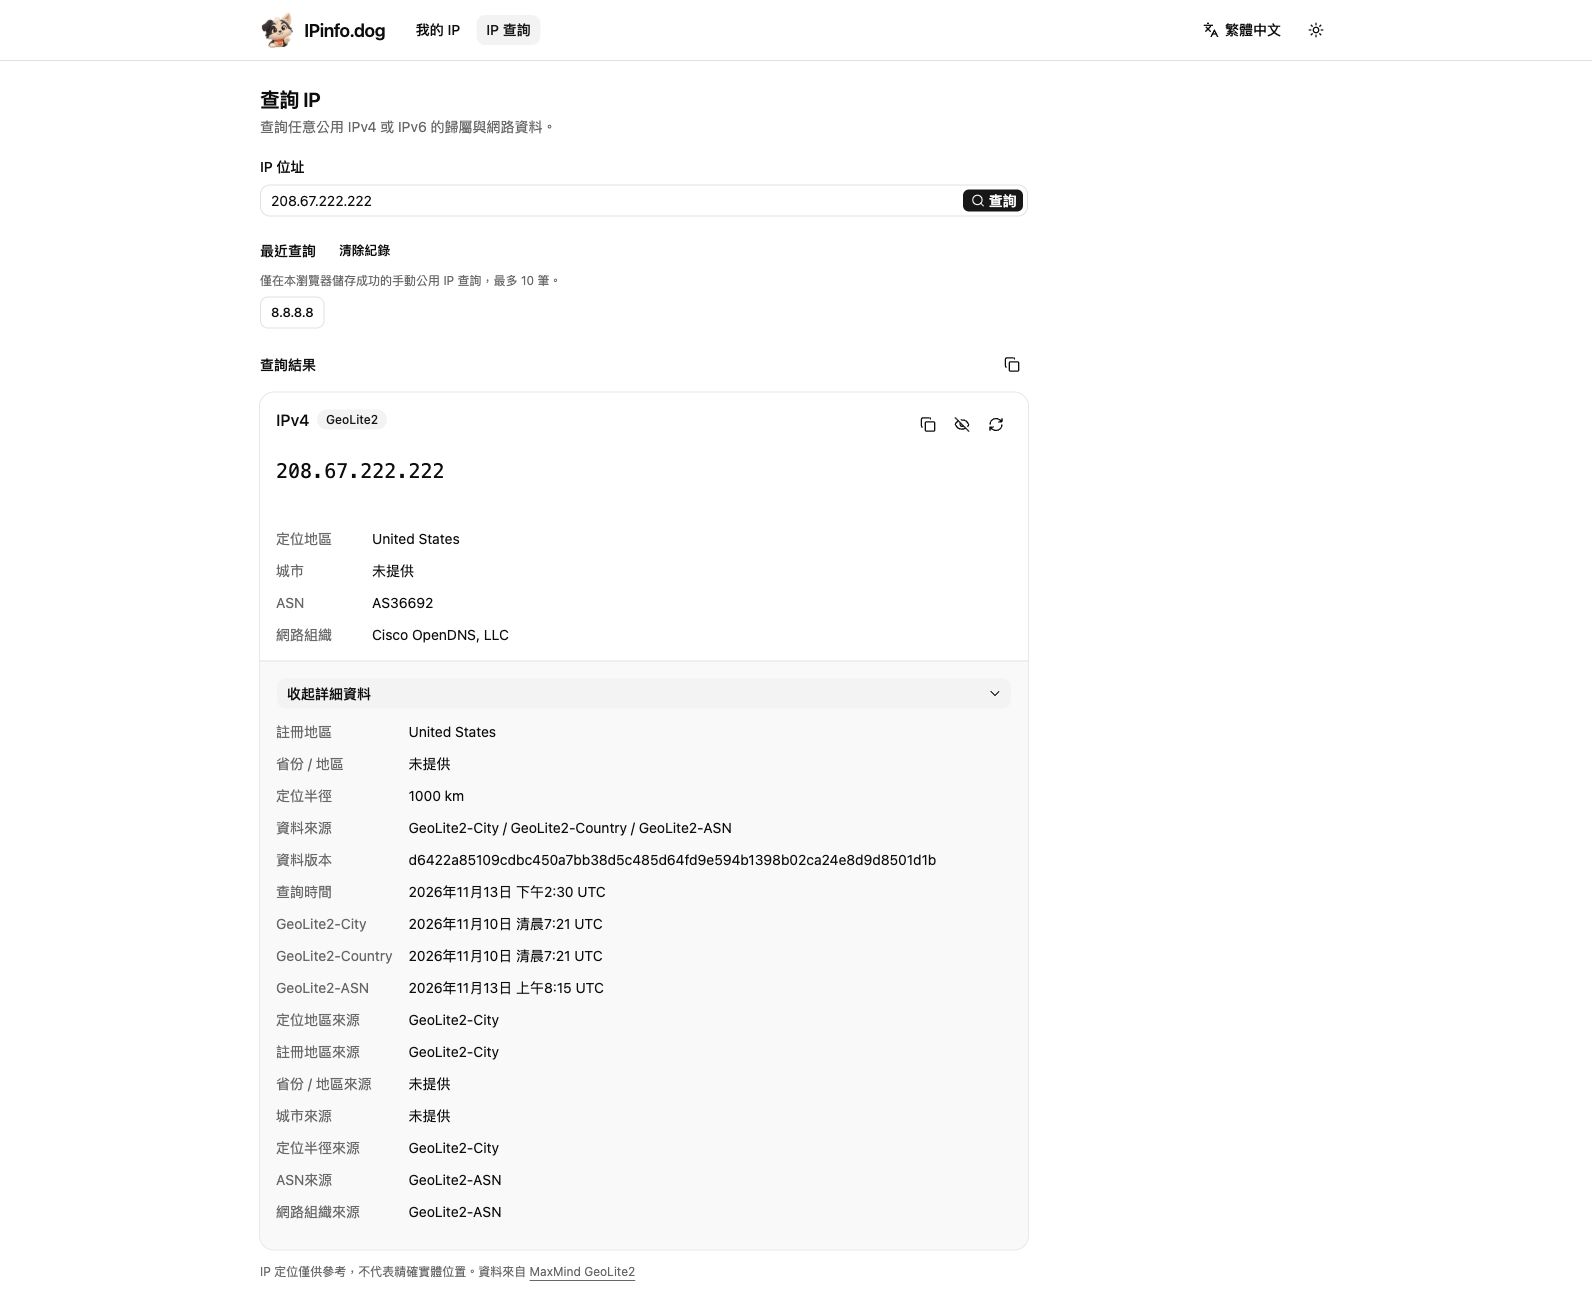 IPinfo.dog 我的 IP IP 查詢 繁體中文
查詢 IP
查詢任意公用 IPv4 或 IPv6 的歸屬與網路資料。
IP 位址
208.67.222.222 查詢
最近查詢 清除紀錄
僅在本瀏覽器儲存成功的手動公用 IP 查詢，最多 10 筆。
8.8.8.8
查詢結果
IPv4 GeoLite2
208.67.222.222
定位地區 United States
城市 未提供
ASN AS36692
網路組織 Cisco OpenDNS, LLC
收起詳細資料
註冊地區 United States
省份 / 地區 未提供
定位半徑 1000 km
資料來源 GeoLite2-City / GeoLite2-Country / GeoLite2-ASN
資料版本 d6422a85109cdbc450a7bb38d5c485d64fd9e594b1398b02ca24e8d9d8501d1b
查詢時間 2026年11月13日 下午2:30 UTC
GeoLite2-City 2026年11月10日 清晨7:21 UTC
GeoLite2-Country 2026年11月10日 清晨7:21 UTC
GeoLite2-ASN 2026年11月13日 上午8:15 UTC
定位地區來源 GeoLite2-City
註冊地區來源 GeoLite2-City
省份 / 地區來源 未提供
城市來源 未提供
定位半徑來源 GeoLite2-City
ASN來源 GeoLite2-ASN
網路組織來源 GeoLite2-ASN
IP 定位僅供參考，不代表精確實體位置。資料來自 MaxMind GeoLite2